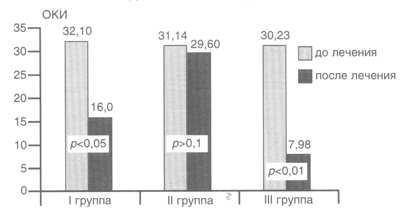 ОКИ
35
30
25
20
15
10
5
0
32,10
16,0
31,14
29,60
30,23
7,98
p<0,05
p>0,1
p<0,01
I группа
II группа
III группа
до лечения
после лечения